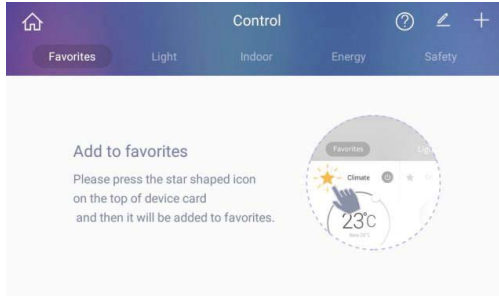 Control
Favorites Light Indoor Energy Safety
Add to favorites
Please press the star shaped icon
on the top of device card
and then it will be added to favorites.
Favorites
Climate
23°C